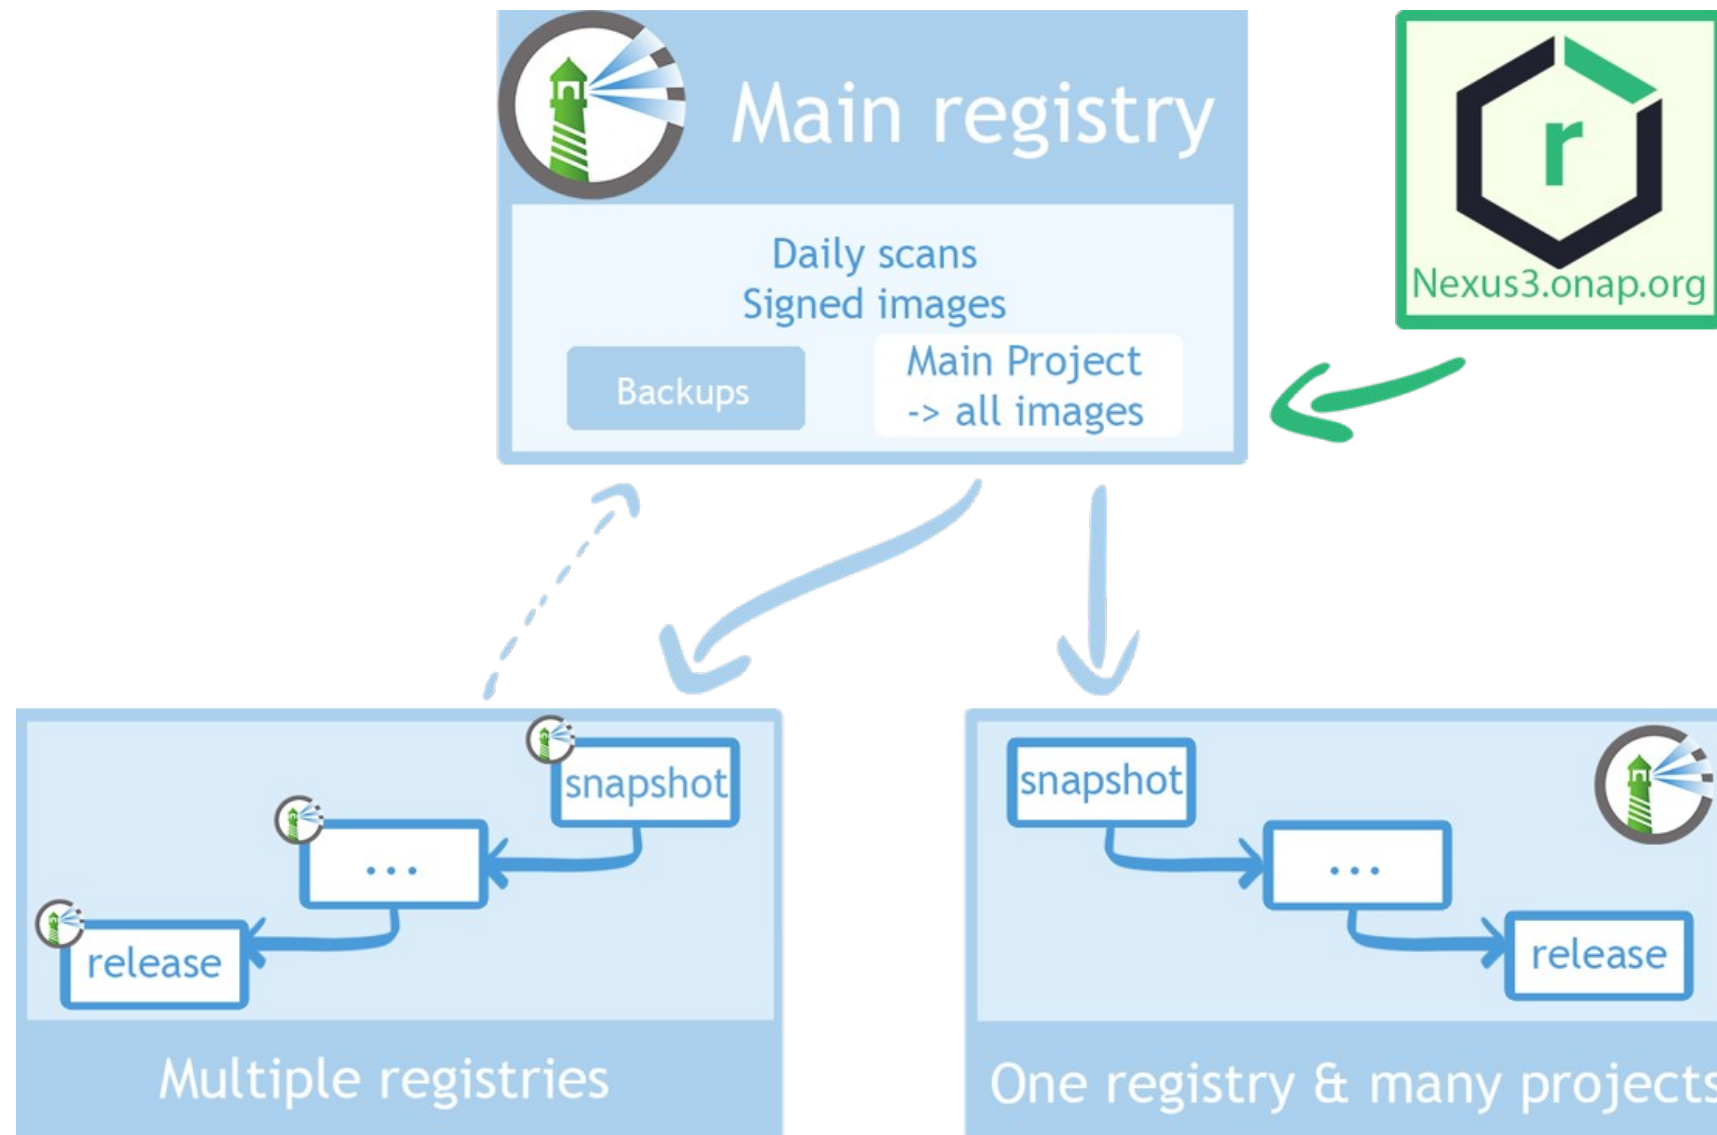 Main registry
r
Nexus3.onap.org
Daily scans
Signed images
Backups
Main Project
-> all images
snapshot
...
release
Multiple registries
snapshot
...
release
One registry & many projects